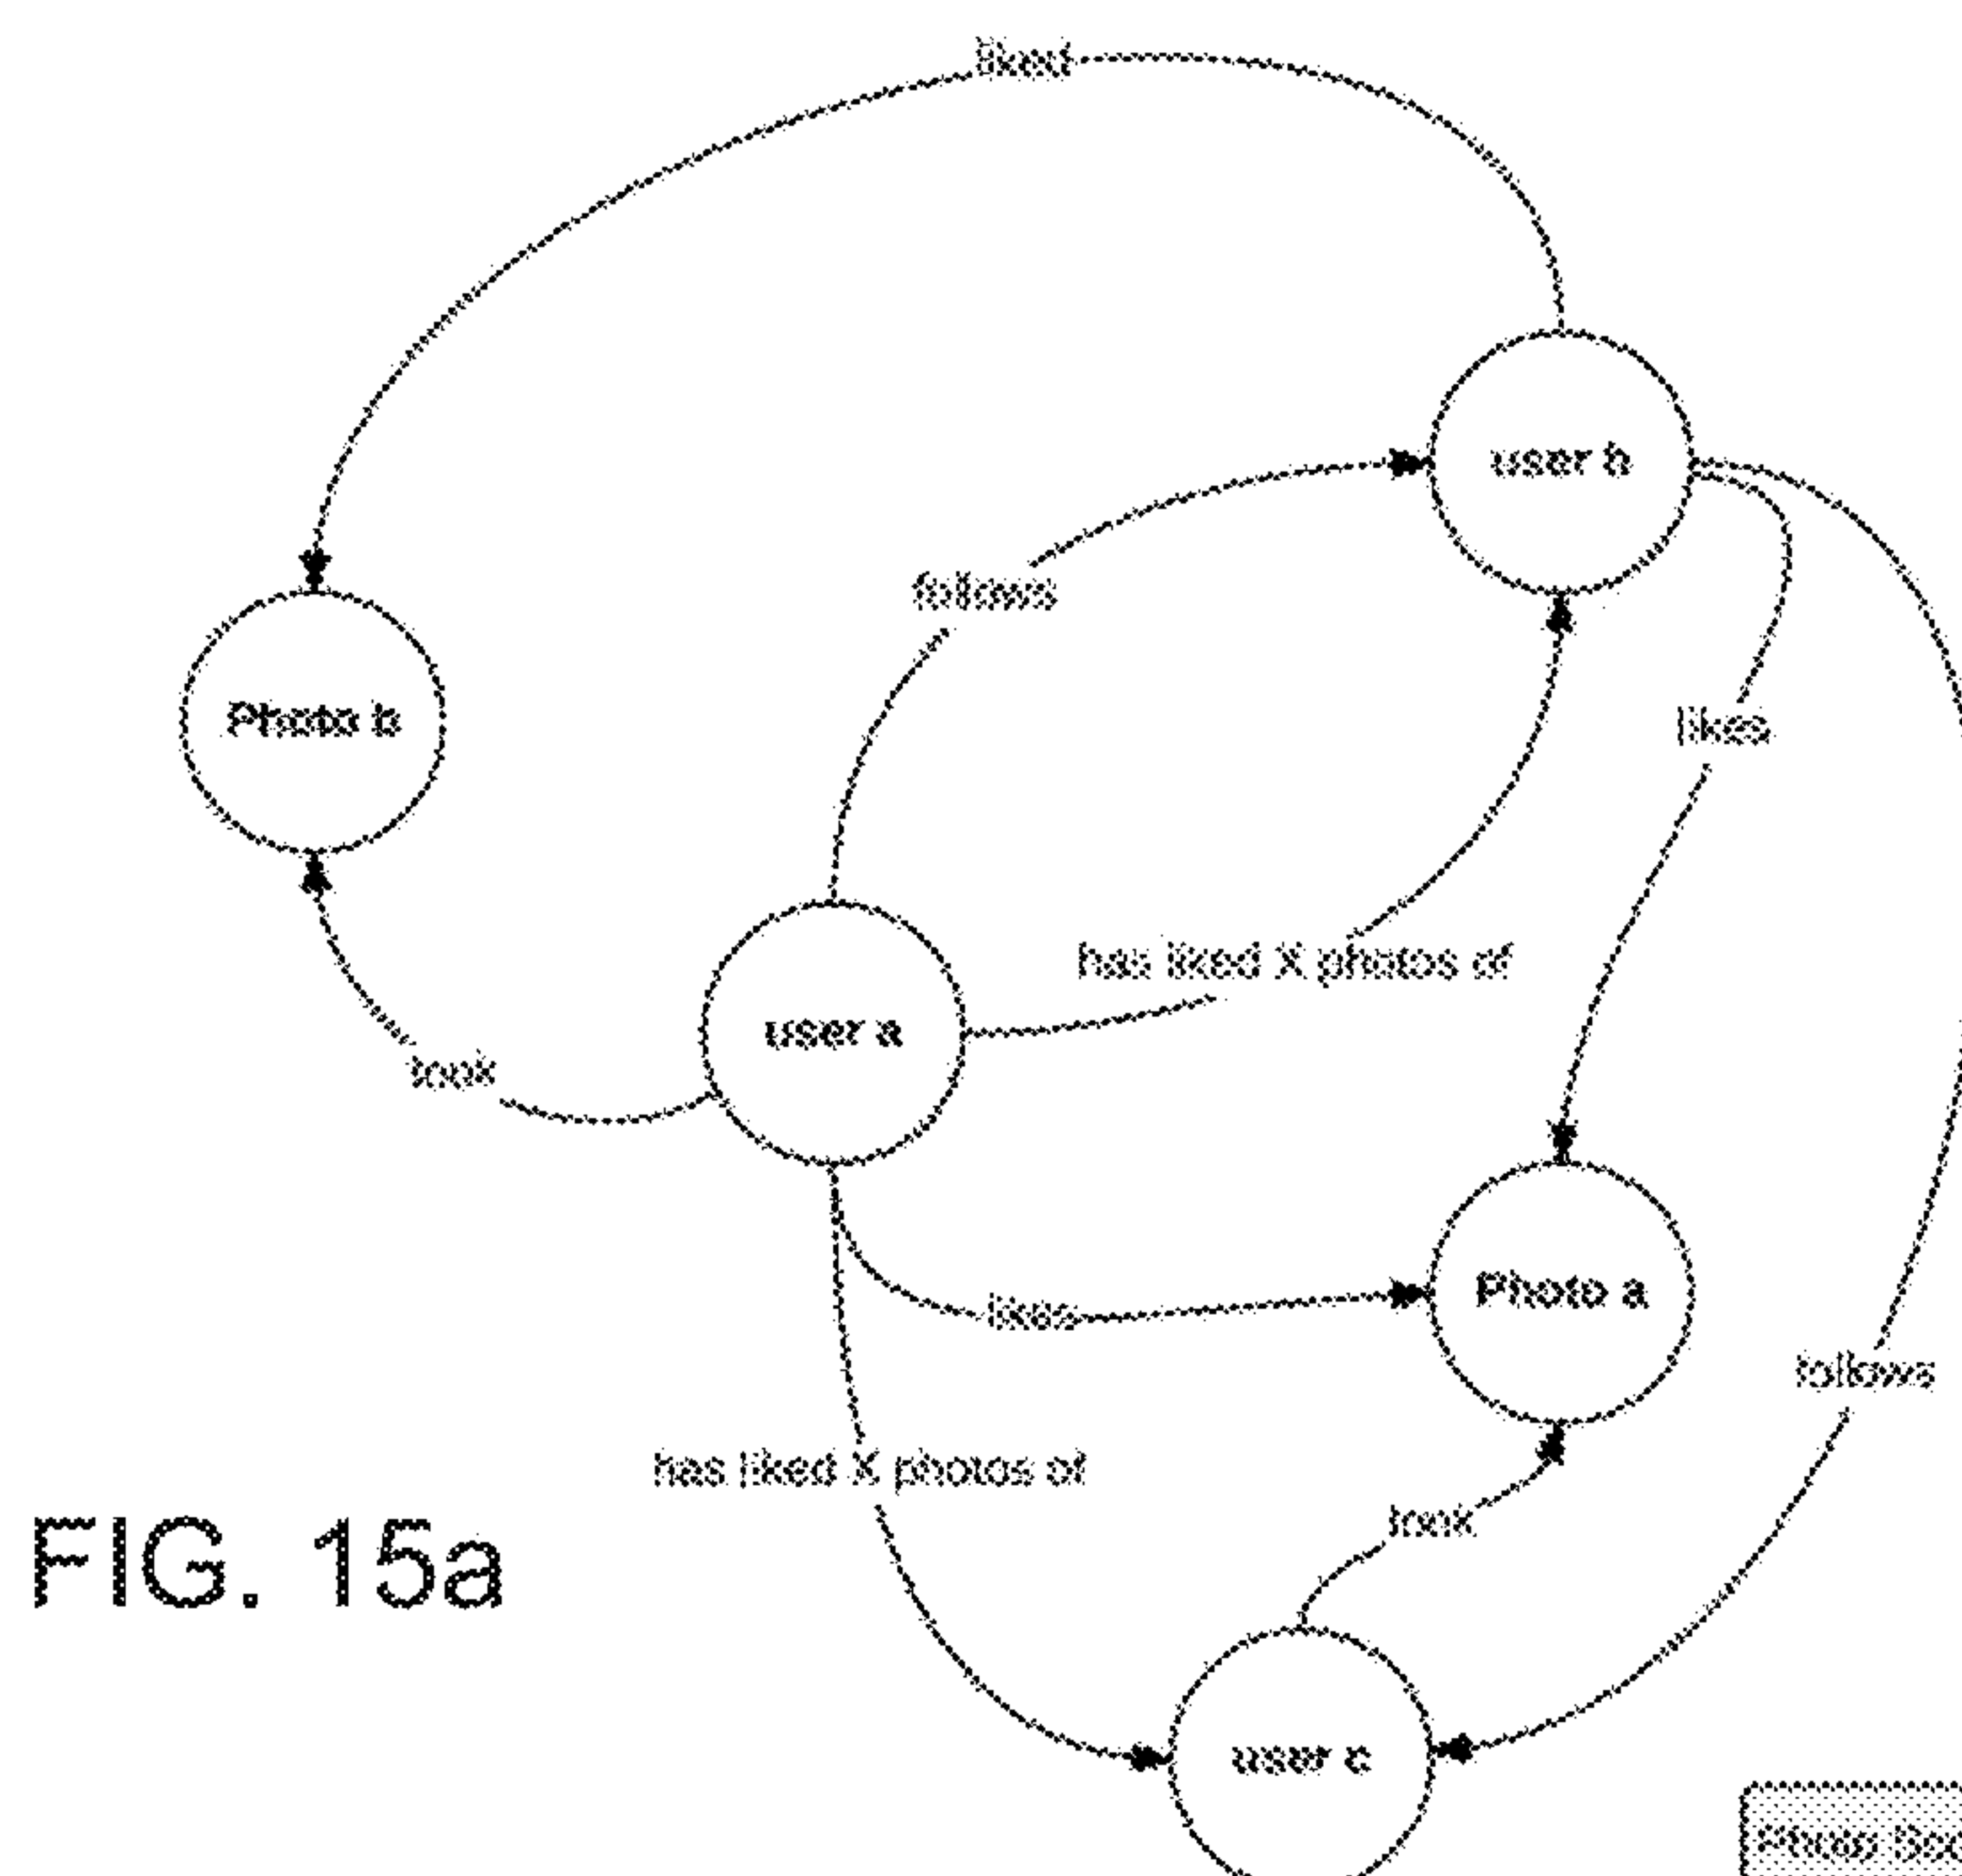 liked
user b
follows
Photo b
likes
has liked X photos of
user a
took
Photo a
likes
follows
has liked X photos of
took
FIG. 15a
user c